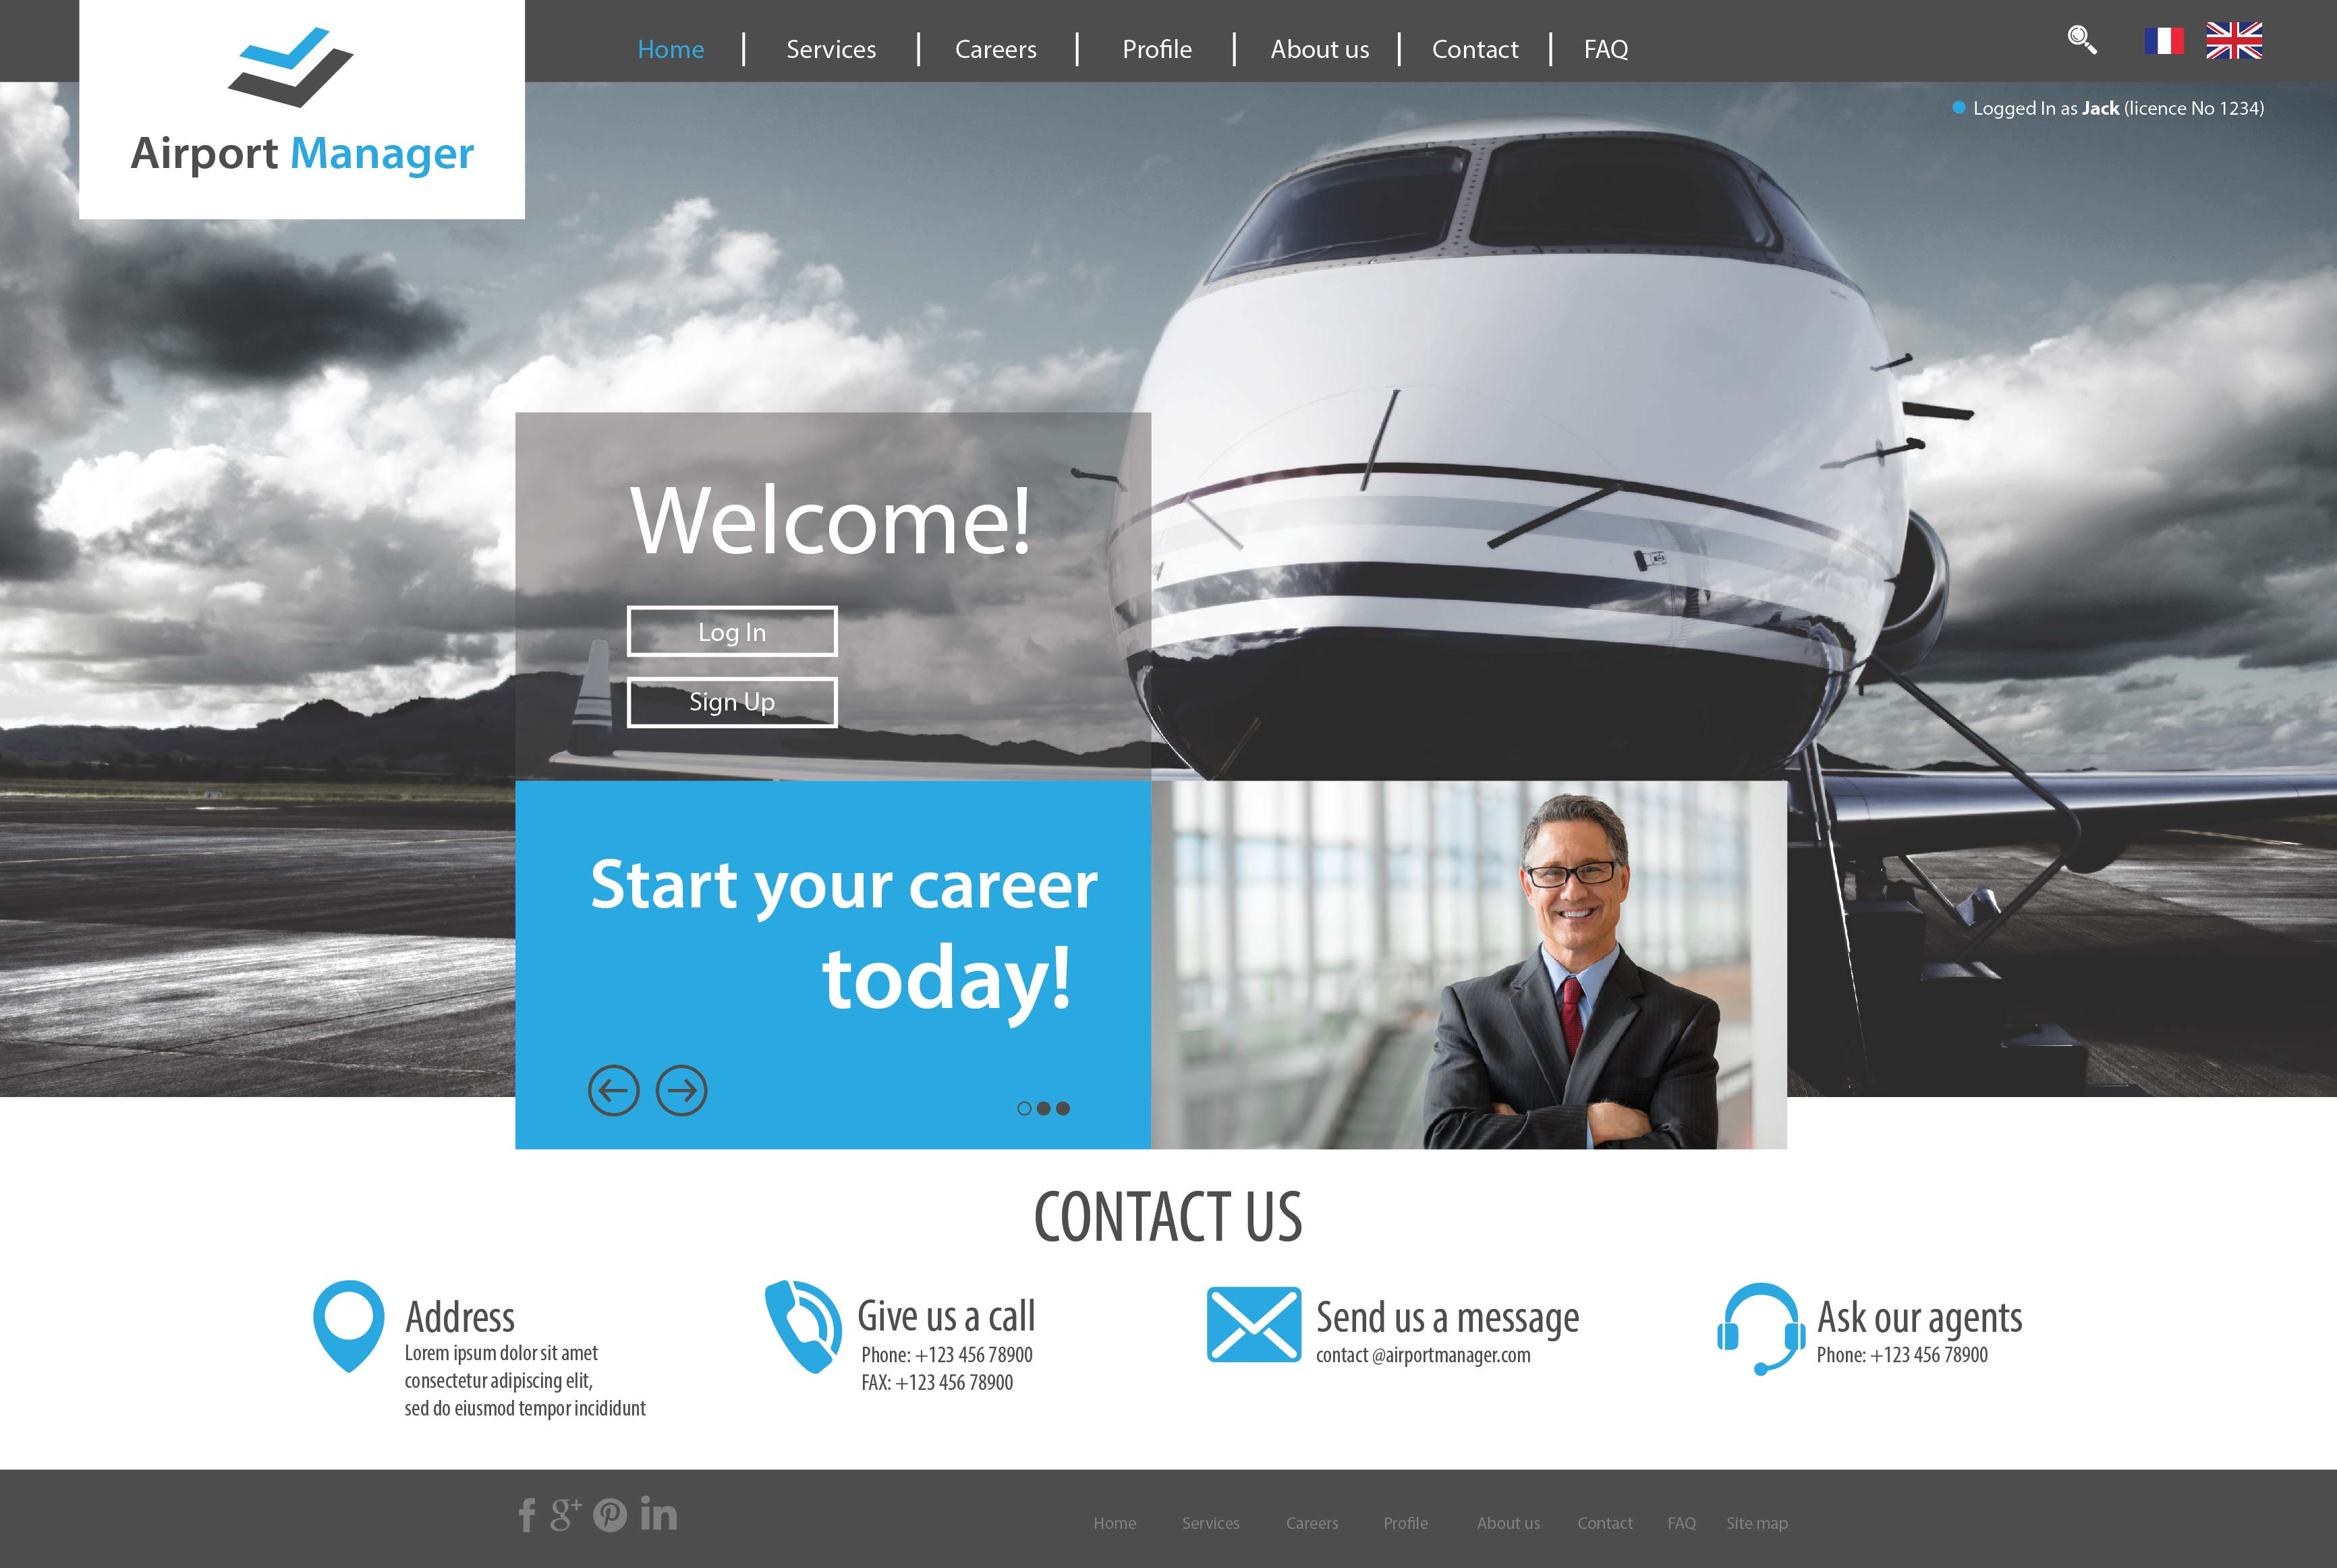 Home
Services
Careers
Profile
About us
Contact
FAQ
Airport Manager
Logged In as Jack (licence No 1234)
Welcome!
Log In
Sign Up
Start your career
today!
CONTACT US
Address
Lorem ipsum dolor sit amet
consectetur adipiscing elit,
sed do eiusmod tempor incididunt
Give us a call
Phone: +123 456 78900
FAX: +123 456 78900
Send us a message
contact @airportmanager.com
Ask our agents
Phone: +123 456 78900
f g+ p in
Home
Services
Careers
Profile
About us
Contact
FAQ
Site map